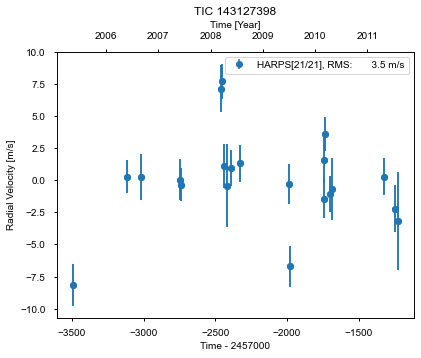 TIC 143127398
Time [Year]
2006 2007 2008 2009 2010 2011
HARPS[21/21], RMS: 3.5 m/s
Radial Velocity [m/s]
10.0
7.5
5.0
2.5
0.0
−2.5
−5.0
−7.5
−10.0
−3500 −3000 −2500 −2000 −1500
Time - 2457000